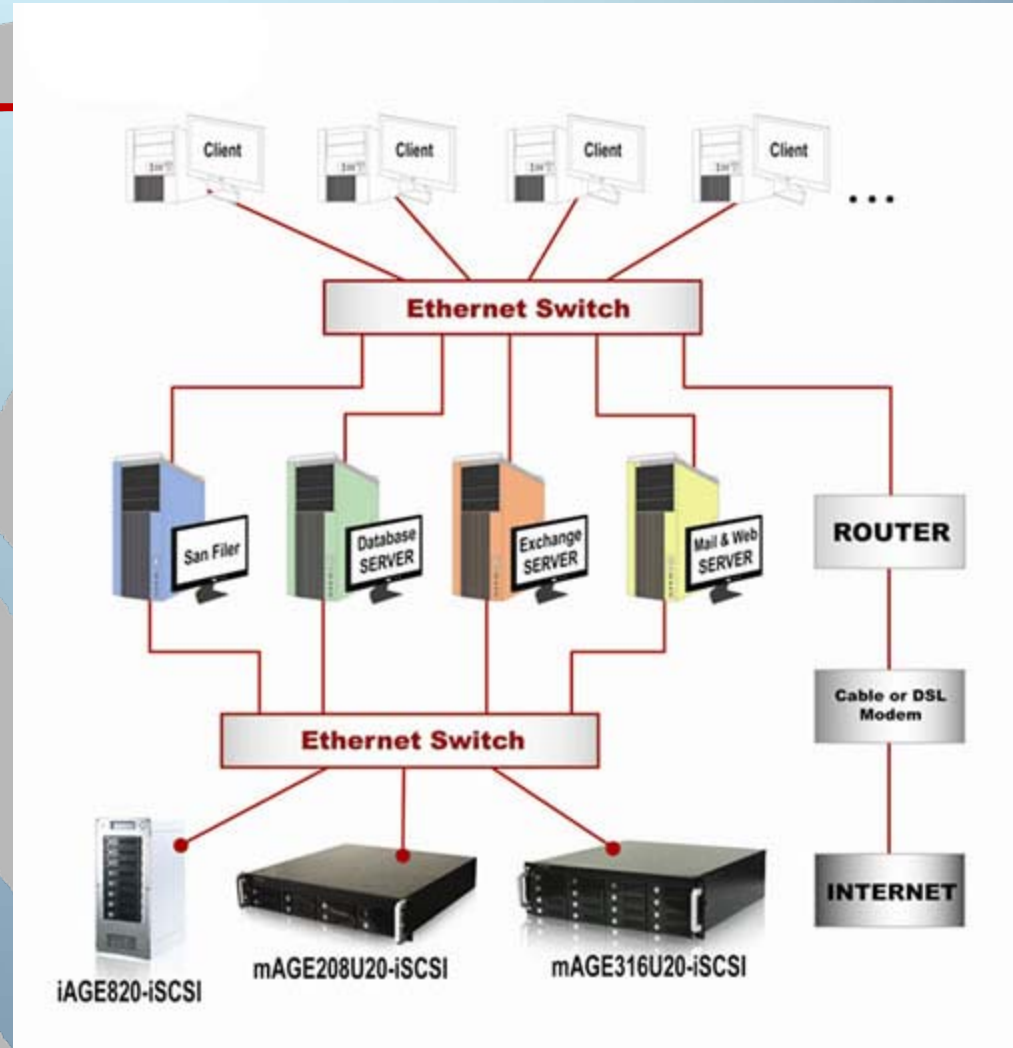 Client
Client
Client
Client
...
Ethernet Switch
San Filer
Database
SERVER
Exchange
SERVER
Mail & Web
SERVER
ROUTER
Cable or DSL
Modem
Ethernet Switch
INTERNET
iAGE820-iSCSI
mAGE208U20-iSCSI
mAGE316U20-iSCSI